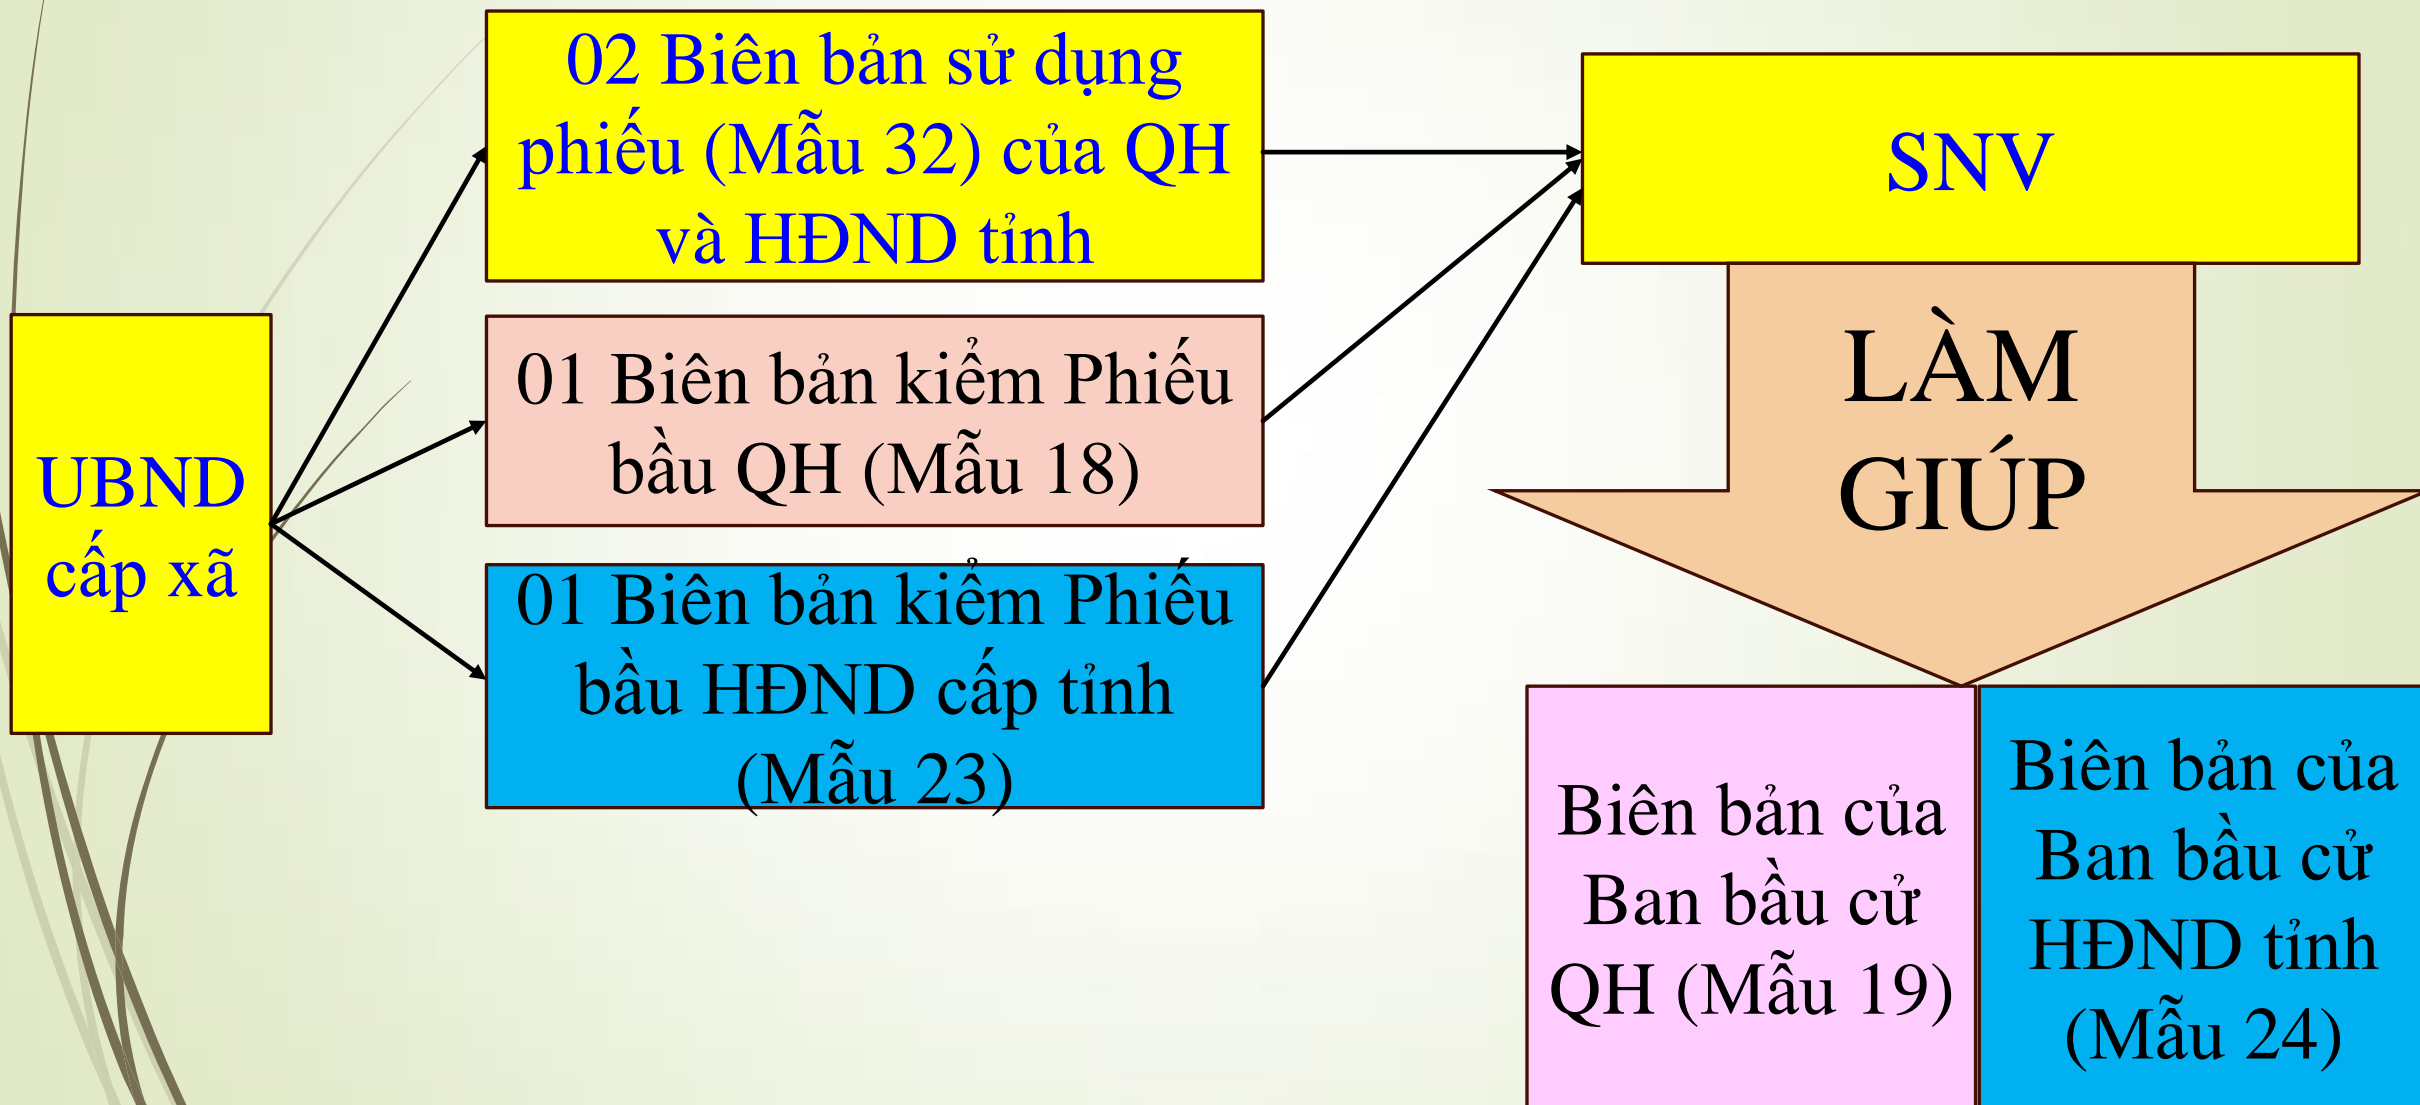 UBND
cấp xã
02 Biên bản sử dụng
phiếu (Mẫu 32) của QH
và HĐND tỉnh
01 Biên bản kiểm Phiếu
bầu QH (Mẫu 18)
01 Biên bản kiểm Phiếu
bầu HĐND cấp tỉnh
(Mẫu 23)
SNV
LÀM
GIÚP
Biên bản của
Ban bầu cử
QH (Mẫu 19)
Biên bản của
Ban bầu cử
HĐND tỉnh
(Mẫu 24)